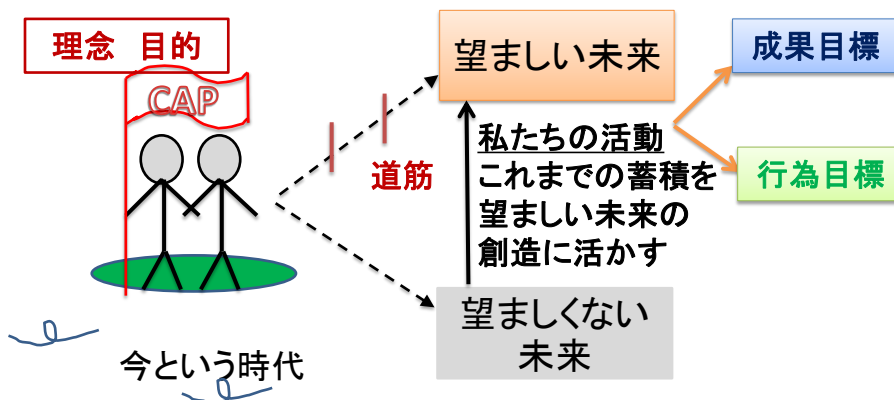 理念 目的
CAP
今という時代
道筋
望ましい未来
私たちの活動
これまでの蓄積を
望ましい未来の
創造に活かす
望ましくない
未来
成果目標
行為目標